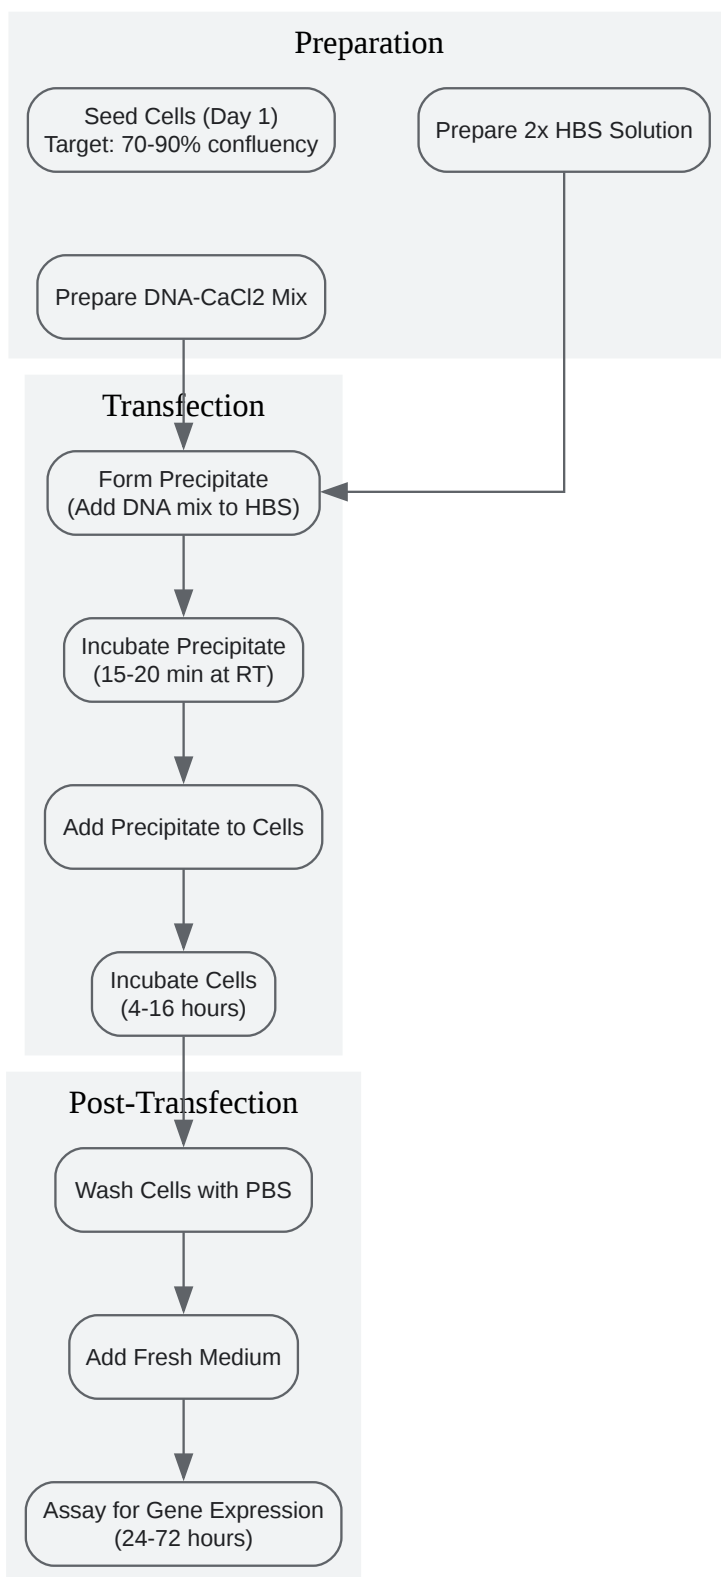 Preparation
Seed Cells (Day 1)
Target: 70-90% confluency
Prepare 2x HBS Solution
Prepare DNA-CaCl2 Mix
Transfection
Form Precipitate
(Add DNA mix to HBS)
Incubate Precipitate
(15-20 min at RT)
Add Precipitate to Cells
Incubate Cells
(4-16 hours)
Post-Transfection
Wash Cells with PBS
Add Fresh Medium
Assay for Gene Expression
(24-72 hours)